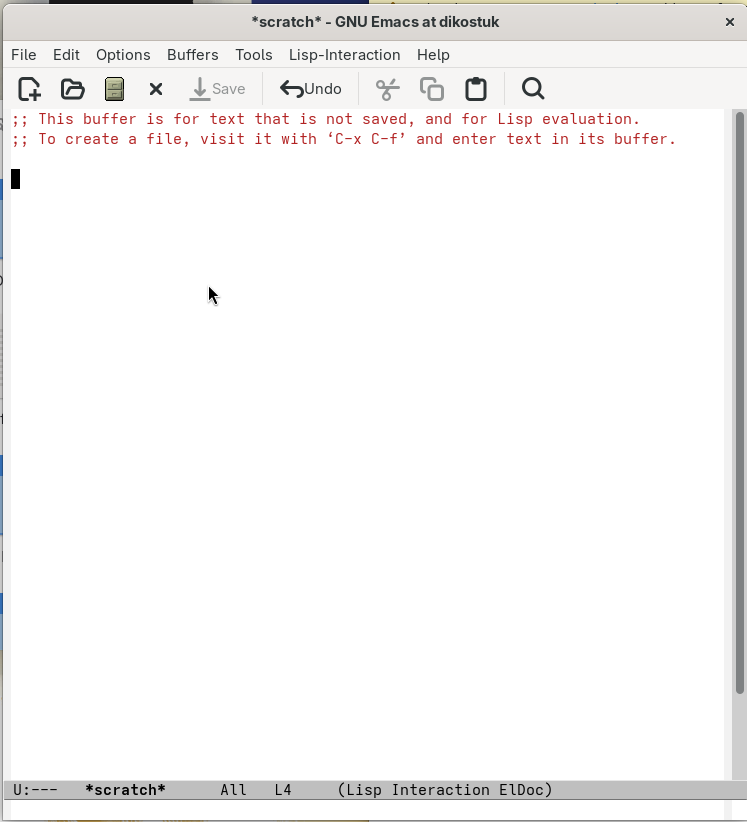 *scratch* - GNU Emacs at dikostuk
File Edit Options Buffers Tools Lisp-Interaction Help
Save Undo
;; This buffer is for text that is not saved, and for Lisp evaluation.
;; To create a file, visit it with ‘C-x C-f’ and enter text in its buffer.
U:--- *scratch* All L4 (Lisp Interaction ElDoc)